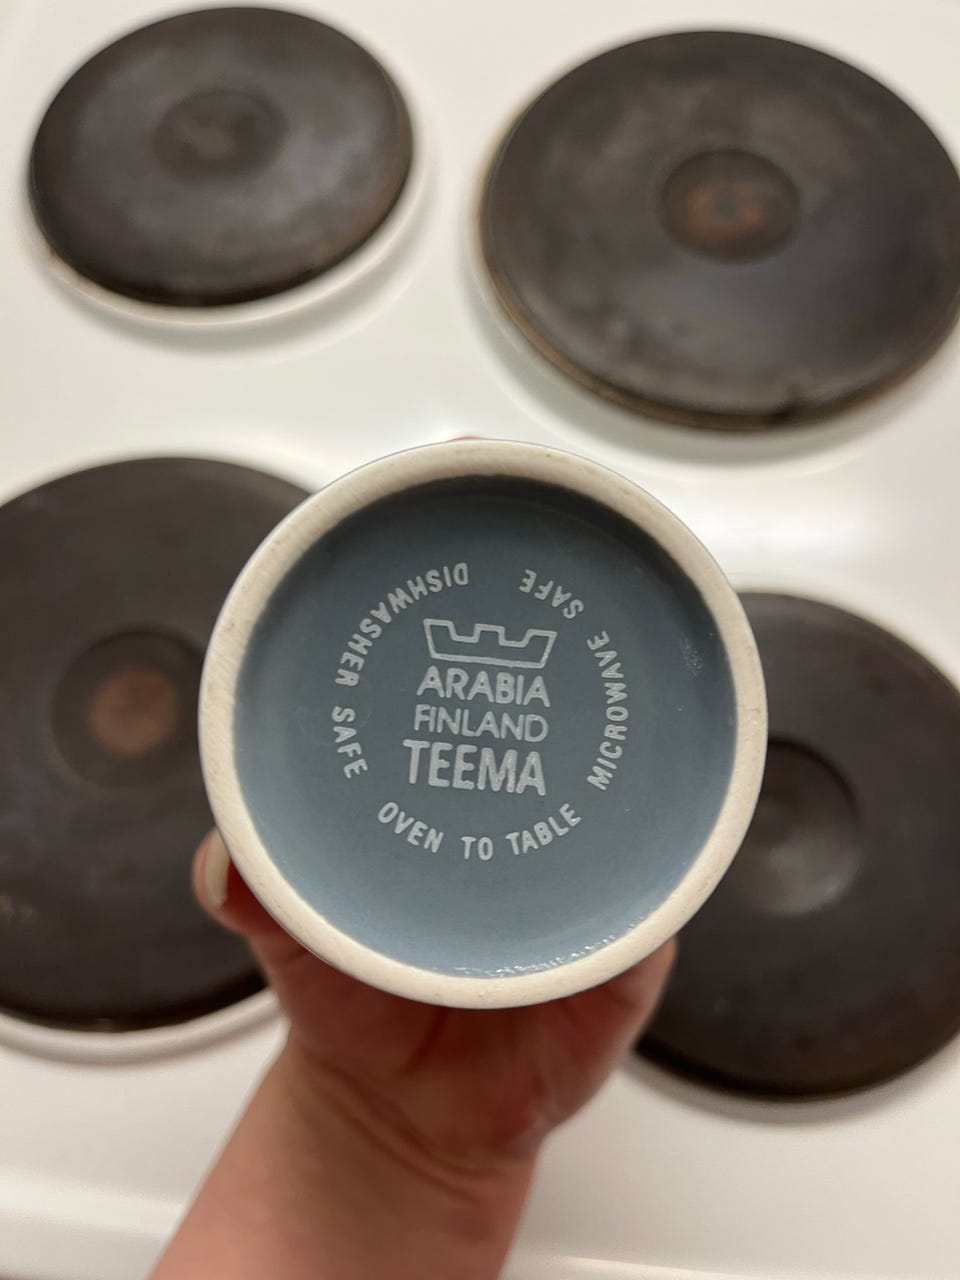 ARABIA
FINLAND
TEEMA
DISHWASHER SAFE
OVEN TO TABLE
MICROWAVE SAFE